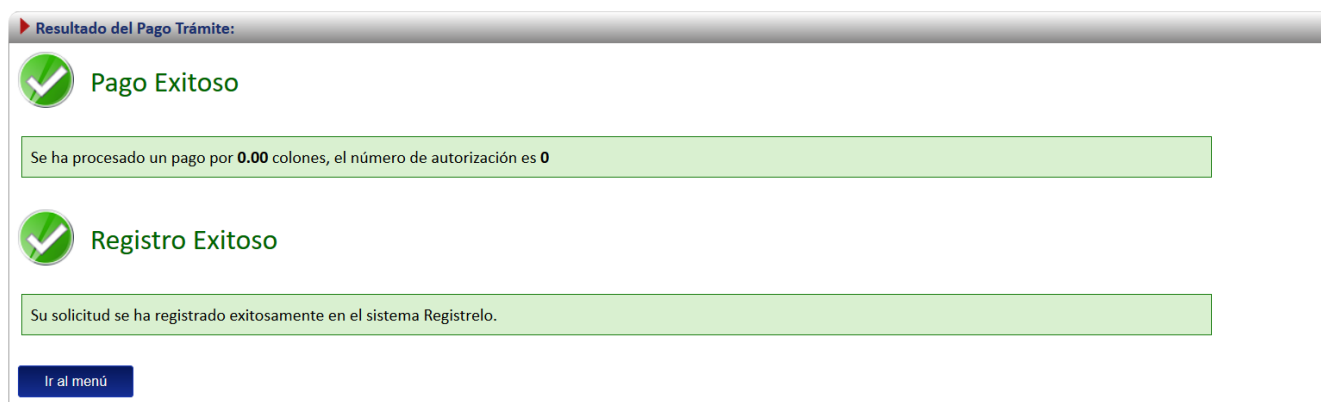 Resultado del Pago Trámite:
Pago Exitoso
Se ha procesado un pago por 0.00 colones, el número de autorización es 0
Registro Exitoso
Su solicitud se ha registrado exitosamente en el sistema Registrelo.
Ir al menú